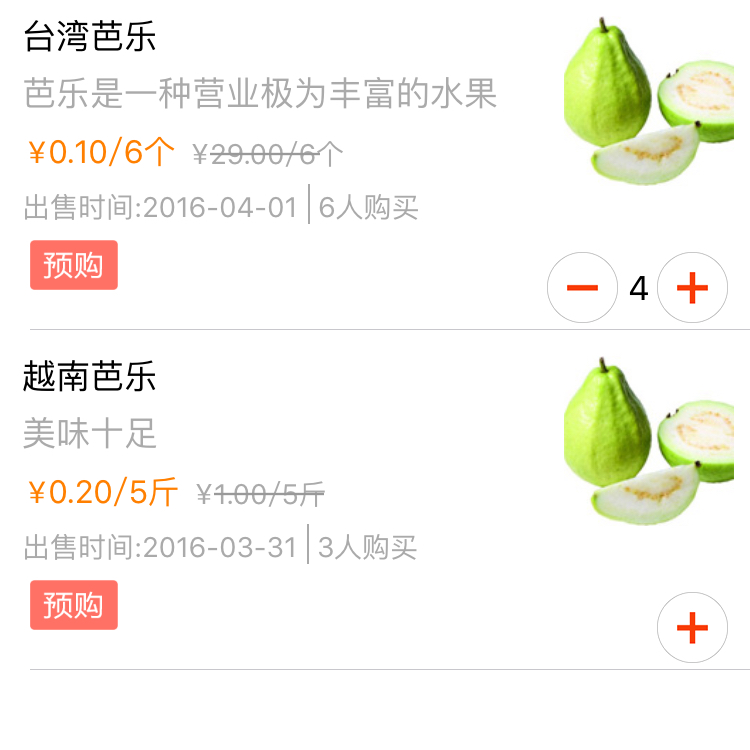 台湾芭乐
芭乐是一种营业极为丰富的水果
¥0.10/6个 ¥29.00/6个
出售时间:2016-04-01 6人购买
预购
4
越南芭乐
美味十足
¥0.20/5斤 ¥1.00/5斤
出售时间:2016-03-31 3人购买
预购